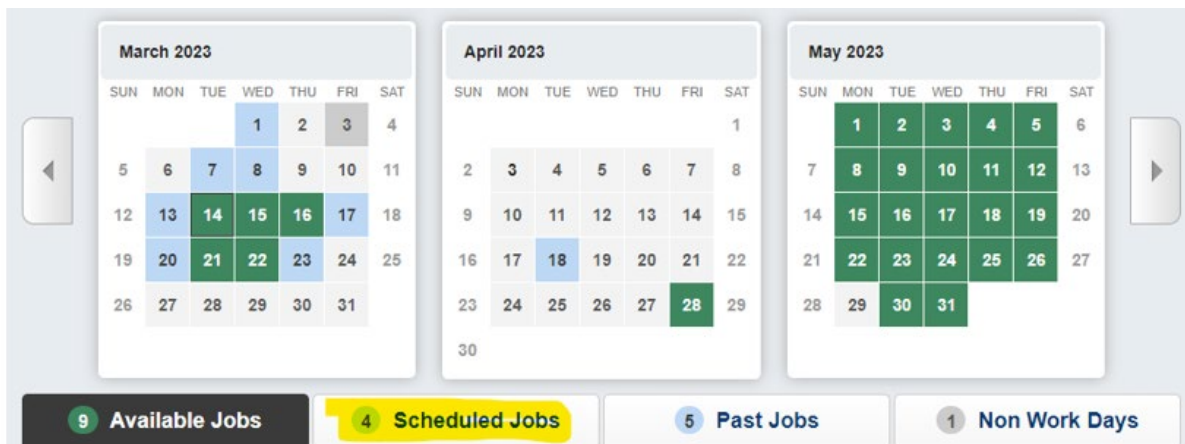 March 2023 April 2023 May 2023
SUN MON TUE WED THU FRI SAT SUN MON TUE WED THU FRI SAT SUN MON TUE WED THU FRI SAT
1 2 3 4 1 1 2 3 4 5 6
5 6 7 8 9 10 11 2 3 4 5 6 7 8 7 8 9 10 11 12 13
12 13 14 15 16 17 18 9 10 11 12 13 14 15 14 15 16 17 18 19 20
19 20 21 22 23 24 25 16 17 18 19 20 21 22 21 22 23 24 25 26 27
26 27 28 29 30 31 23 24 25 26 27 28 29 28 29 30 31
30
9 Available Jobs 4 Scheduled Jobs 5 Past Jobs 1 Non Work Days